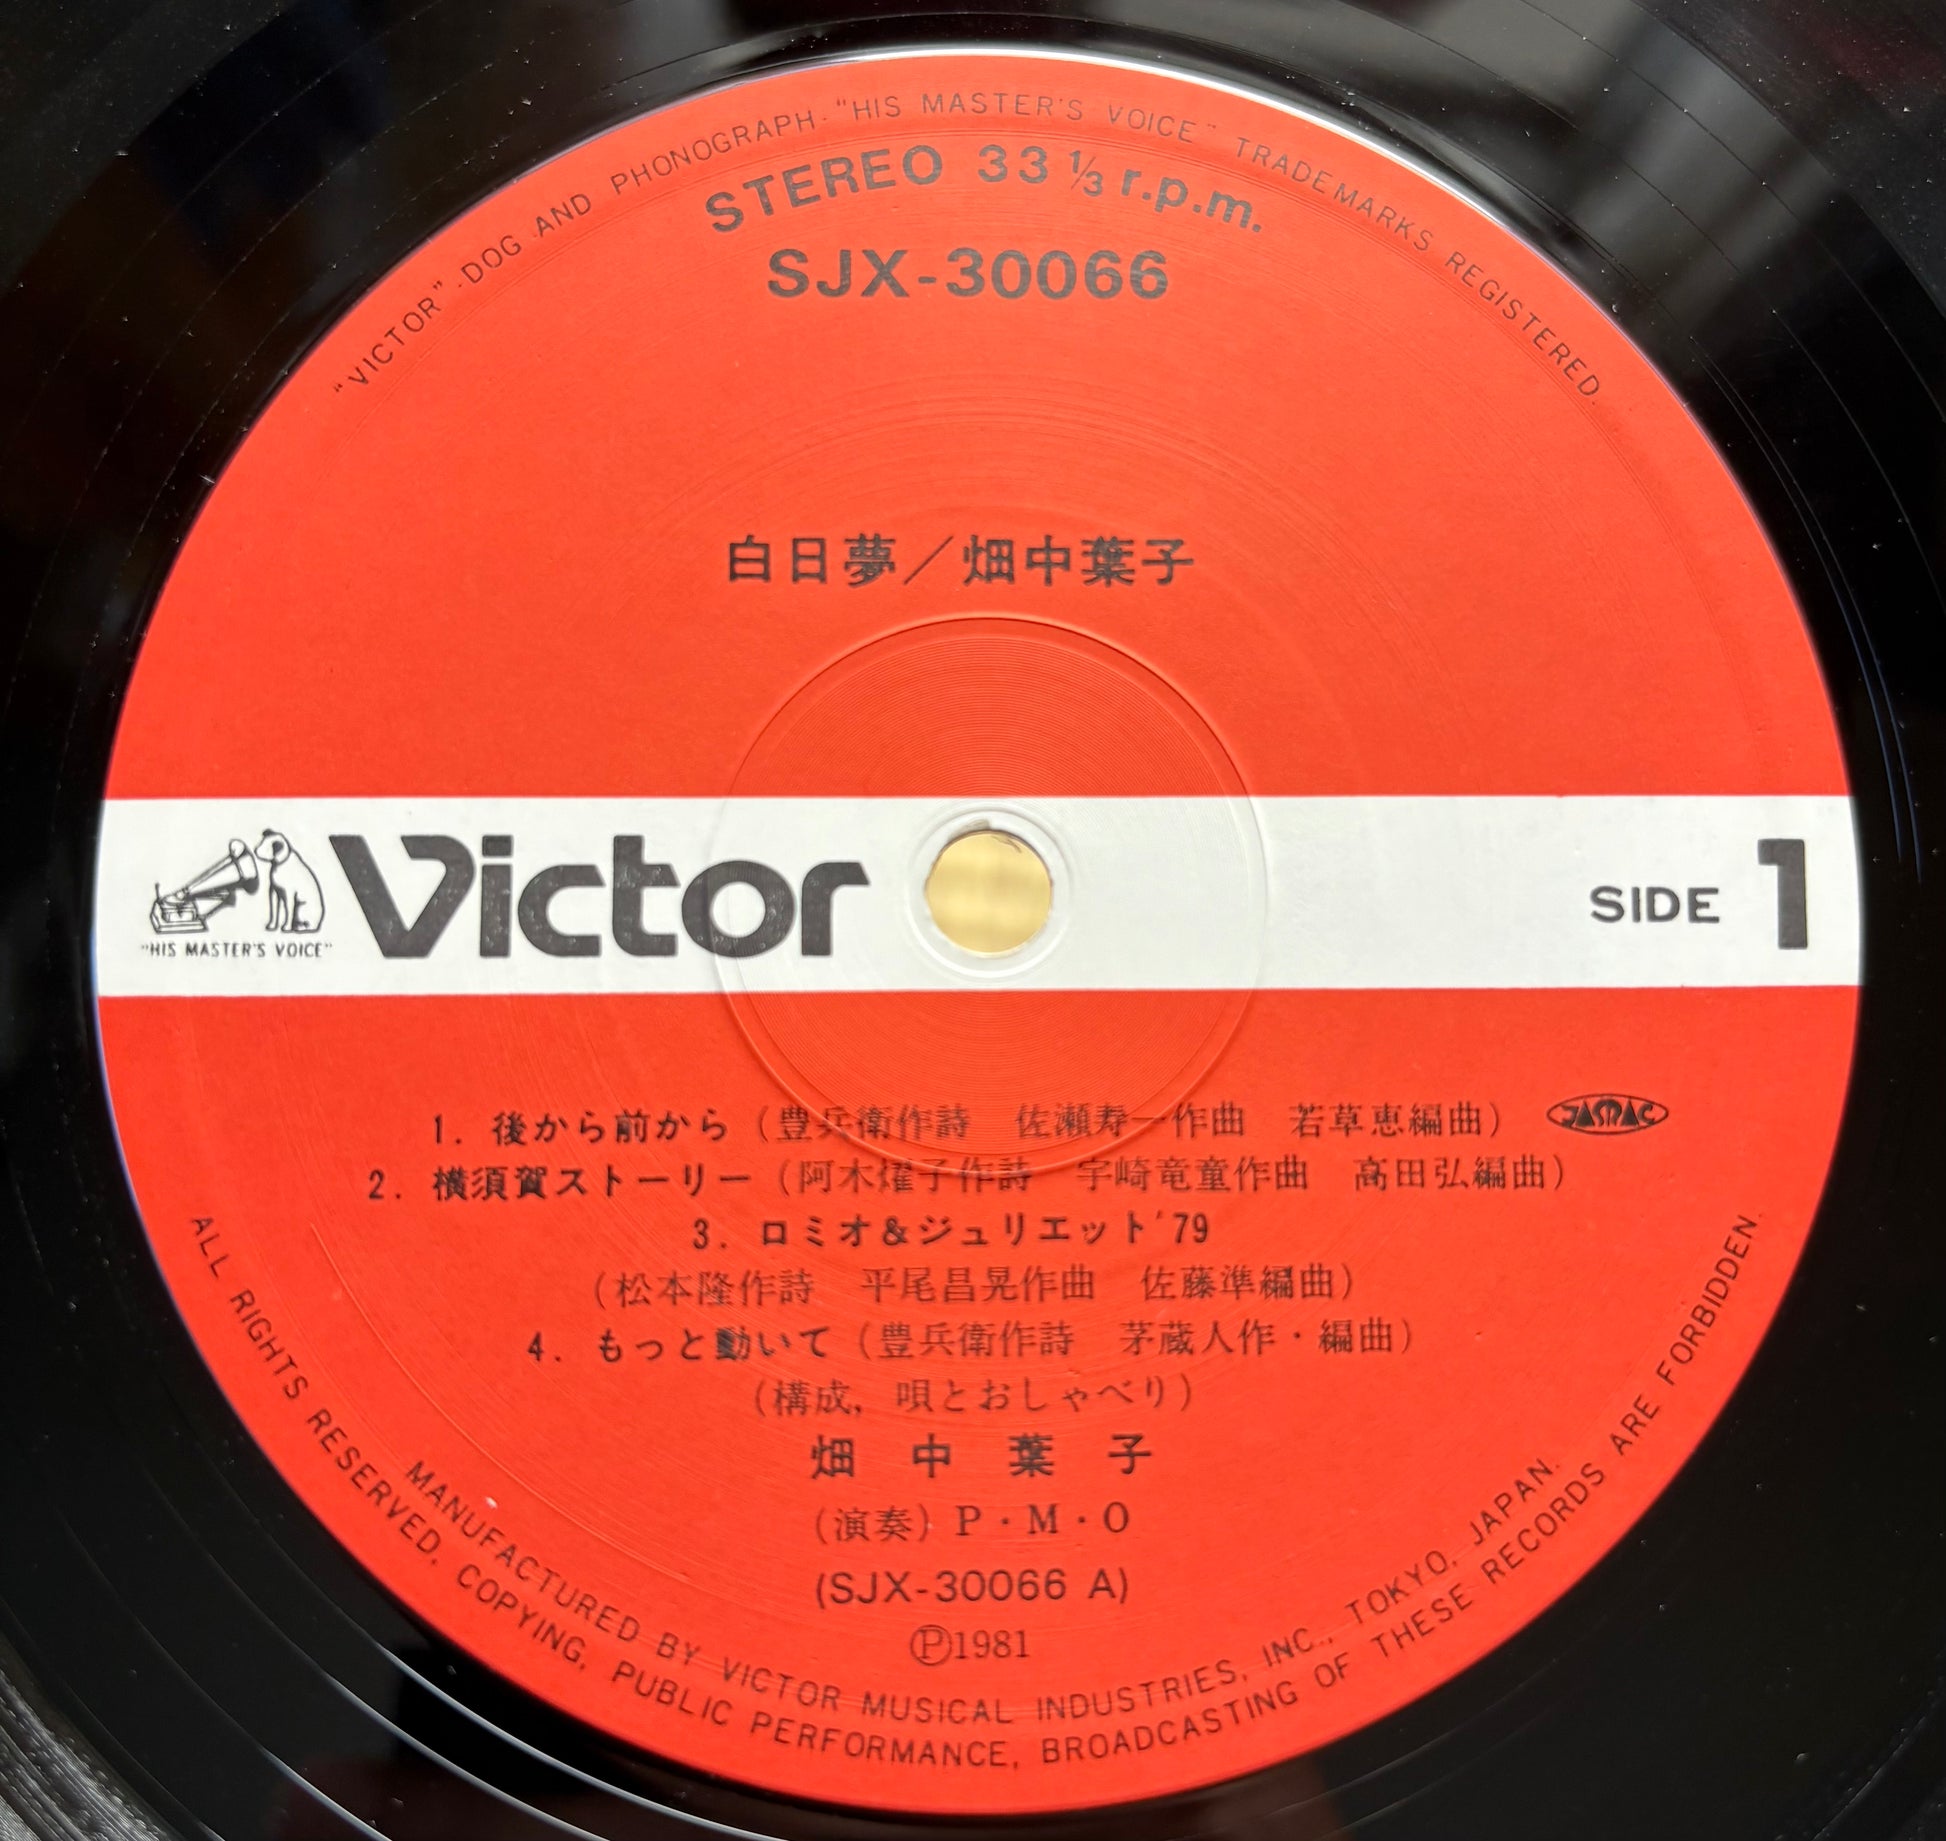 "VICTOR"-DOG AND PHONOGRAPH-"HIS MASTER'S VOICE" TRADEMARKS REGISTERED.
STEREO 33 1/3 r.p.m.
SJX-30066
白日夢／畑中葉子
"HIS MASTER'S VOICE"
Victor
SIDE 1
1. 後から前から（豊兵衛作詩　佐瀬寿一作曲　若草恵編曲） JASRAC
2. 横須賀ストーリー（阿木燿子作詩　宇崎竜童作曲　高田弘編曲）
3. ロミオ&ジュリエット'79
（松本隆作詩　平尾昌晃作曲　佐藤準編曲）
4. もっと動いて（豊兵衛作詩　茅蔵人作・編曲）
（構成，唄とおしゃべり）
畑中葉子
（演奏）P・M・O
(SJX-30066 A)
Ⓟ1981
MANUFACTURED BY VICTOR MUSICAL INDUSTRIES, INC., TOKYO, JAPAN.
ALL RIGHTS RESERVED. COPYING, PUBLIC PERFORMANCE, BROADCASTING OF THESE RECORDS ARE FORBIDDEN.